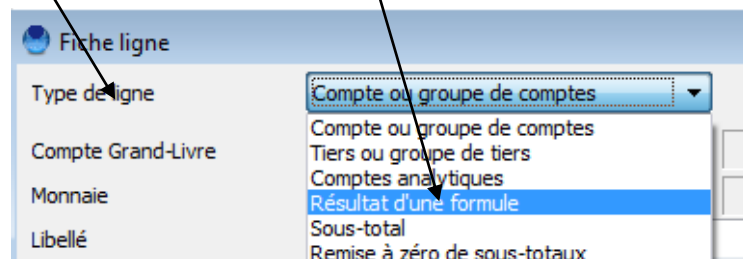 Fiche ligne
Type de ligne
Compte ou groupe de comptes
Compte ou groupe de comptes
Compte Grand-Livre
Tiers ou groupe de tiers
Comptes analytiques
Monnaie
Résultat d'une formule
Libellé
Sous-total
Remise à zéro de sous-totaux